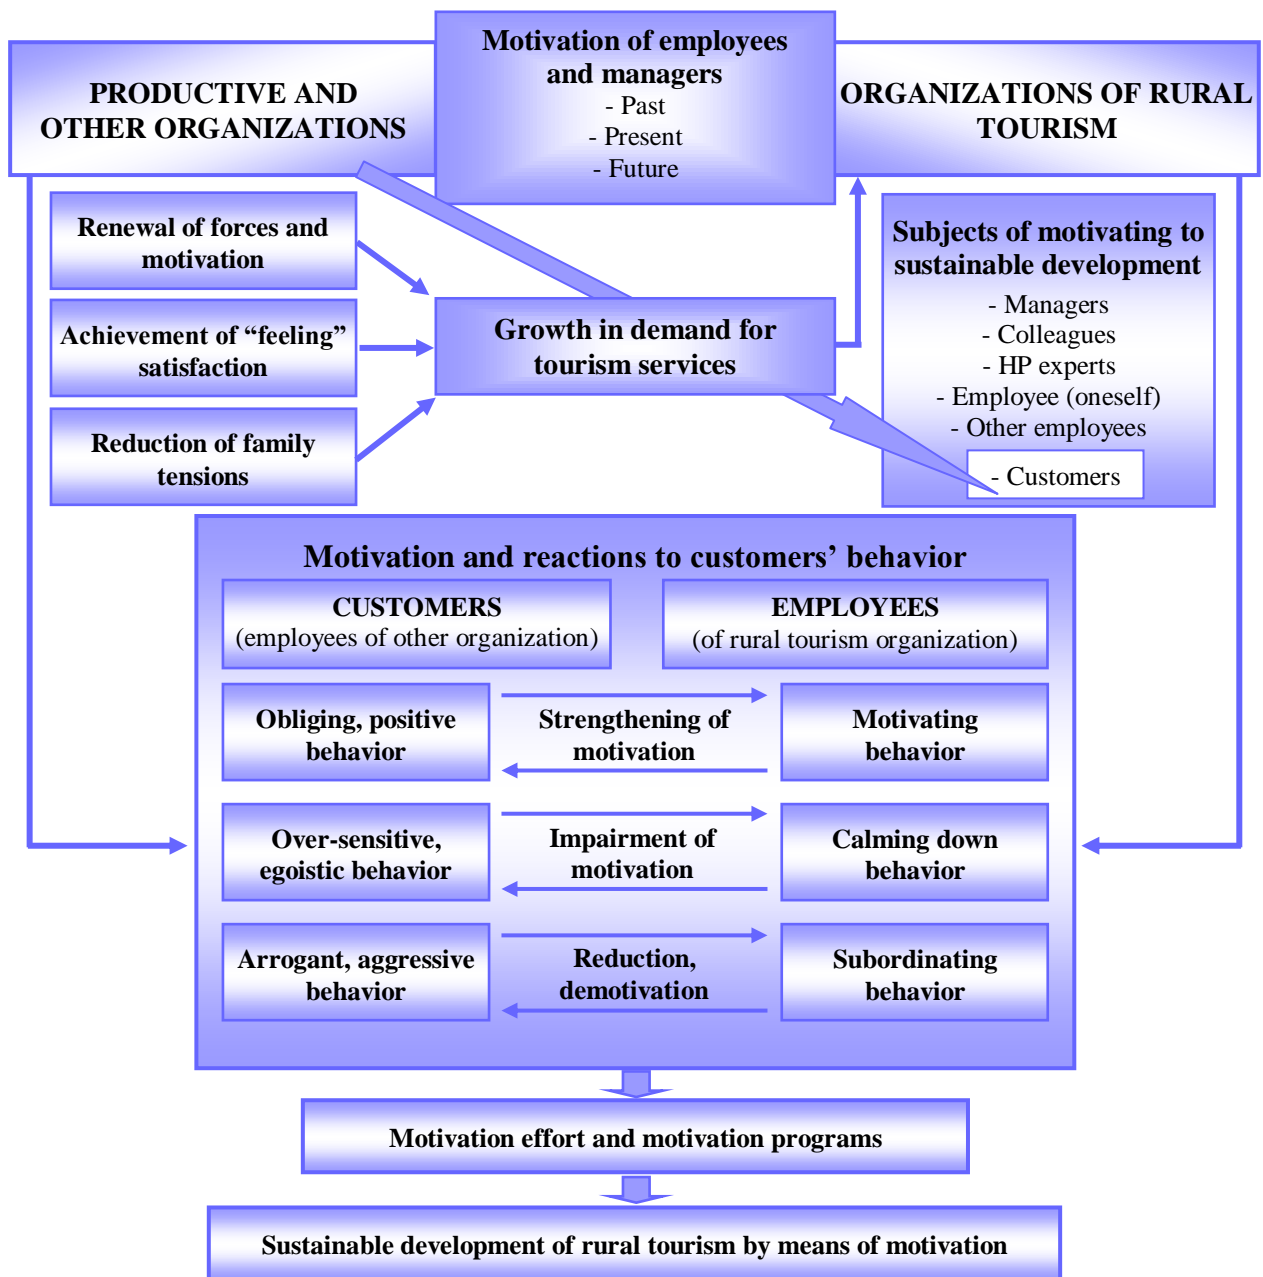 Motivation of employees
and managers
- Past
- Present
- Future
PRODUCTIVE AND
OTHER ORGANIZATIONS
ORGANIZATIONS OF RURAL
TOURISM
Renewal of forces and
motivation
Achievement of “feeling”
satisfaction
Reduction of family
tensions
Growth in demand for
tourism services
Subjects of motivating to
sustainable development
- Managers
- Colleagues
- HP experts
- Employee (oneself)
- Other employees
- Customers
Motivation and reactions to customers’ behavior
CUSTOMERS
(employees of other organization)
EMPLOYEES
(of rural tourism organization)
Obliging, positive
behavior
Strengthening of
motivation
Motivating
behavior
Over-sensitive,
egoistic behavior
Impairment of
motivation
Calming down
behavior
Arrogant, aggressive
behavior
Reduction,
demotivation
Subordinating
behavior
Motivation effort and motivation programs
Sustainable development of rural tourism by means of motivation